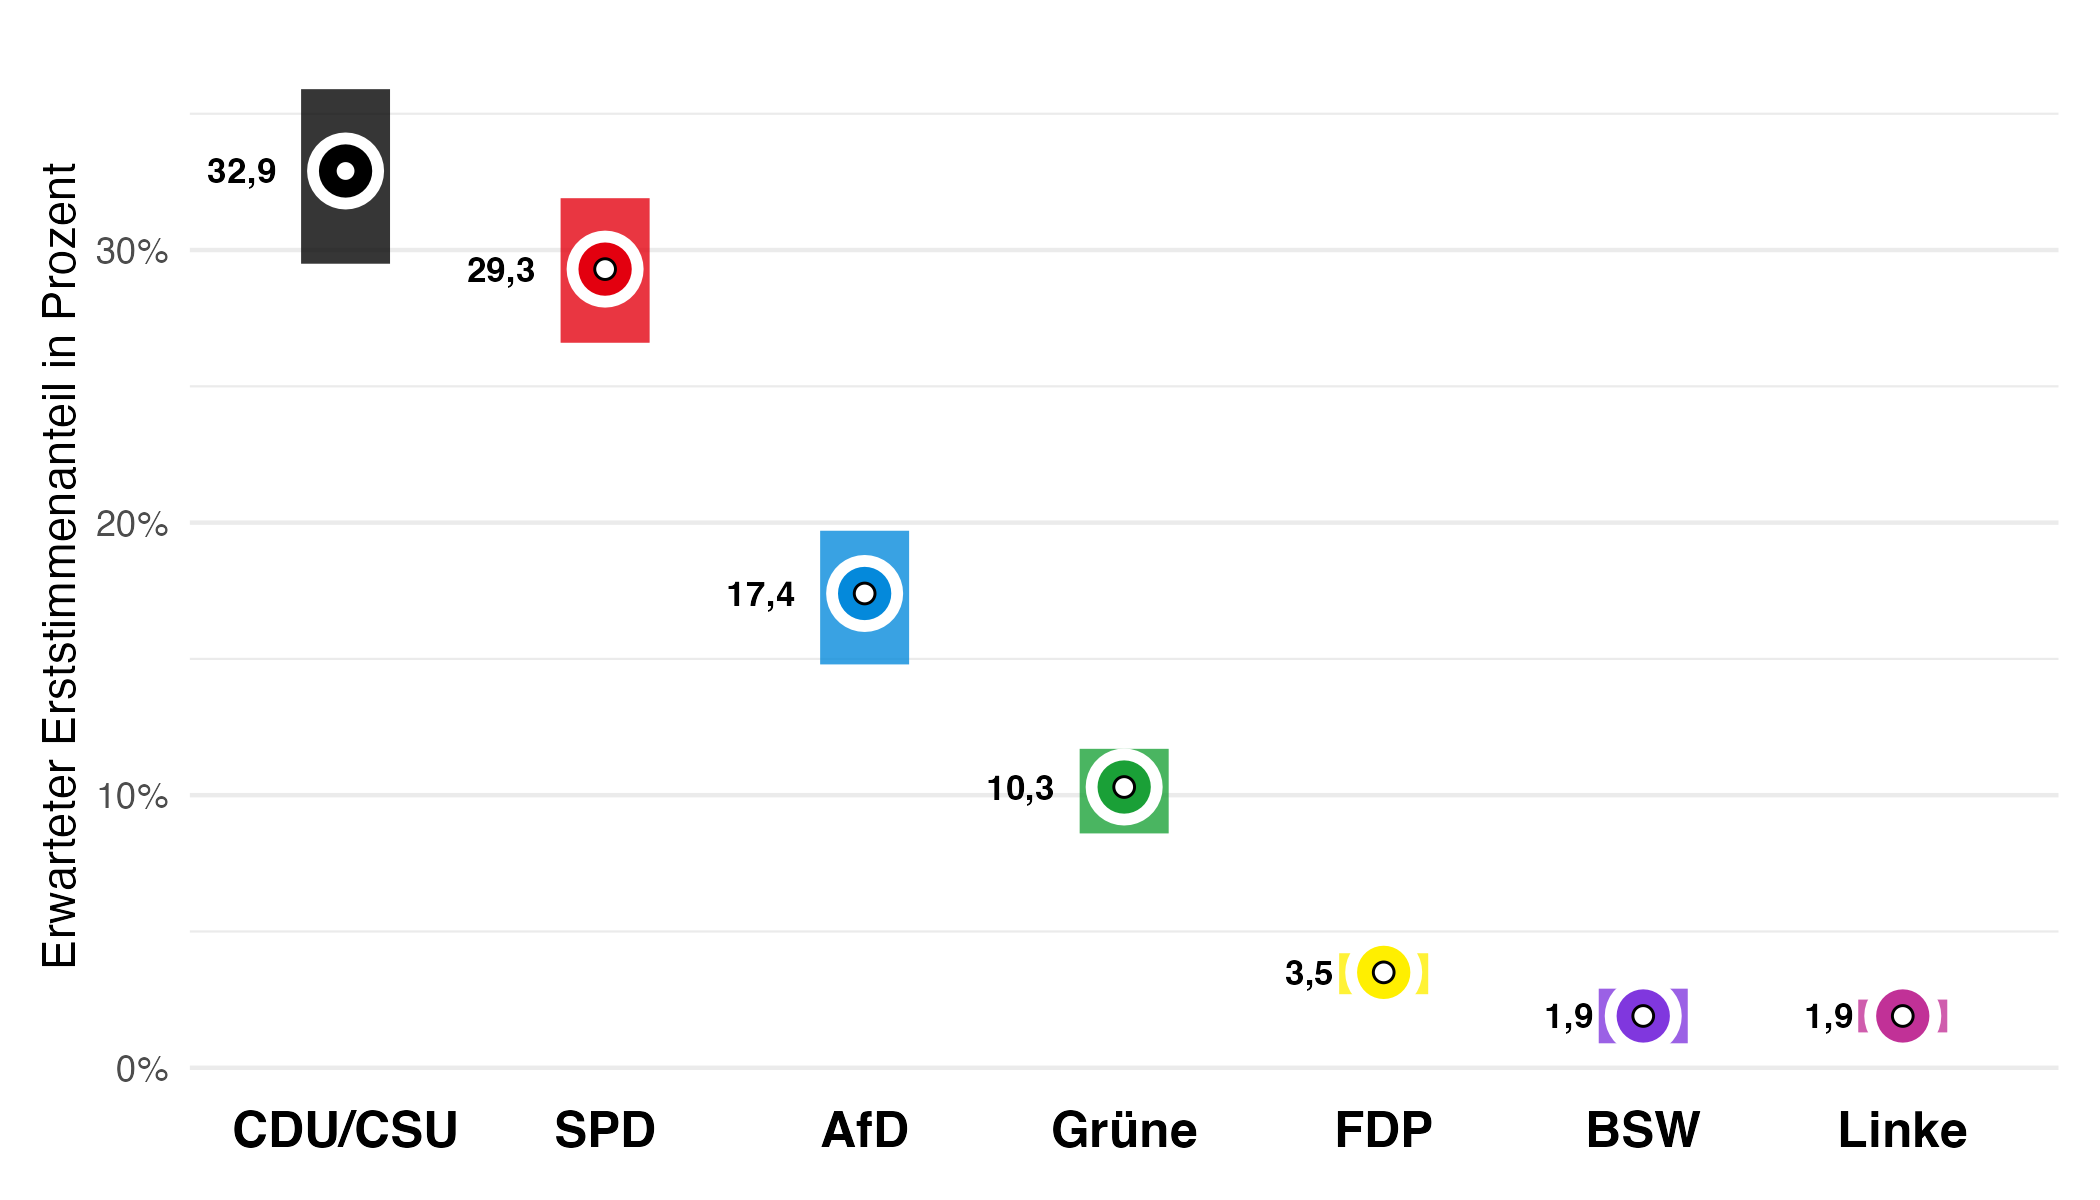 Erwarteter Erststimmenanteil in Prozent
30%
20%
10%
0%
32,9
29,3
17,4
10,3
3,5
1,9
1,9
CDU/CSU
SPD
AfD
Grüne
FDP
BSW
Linke